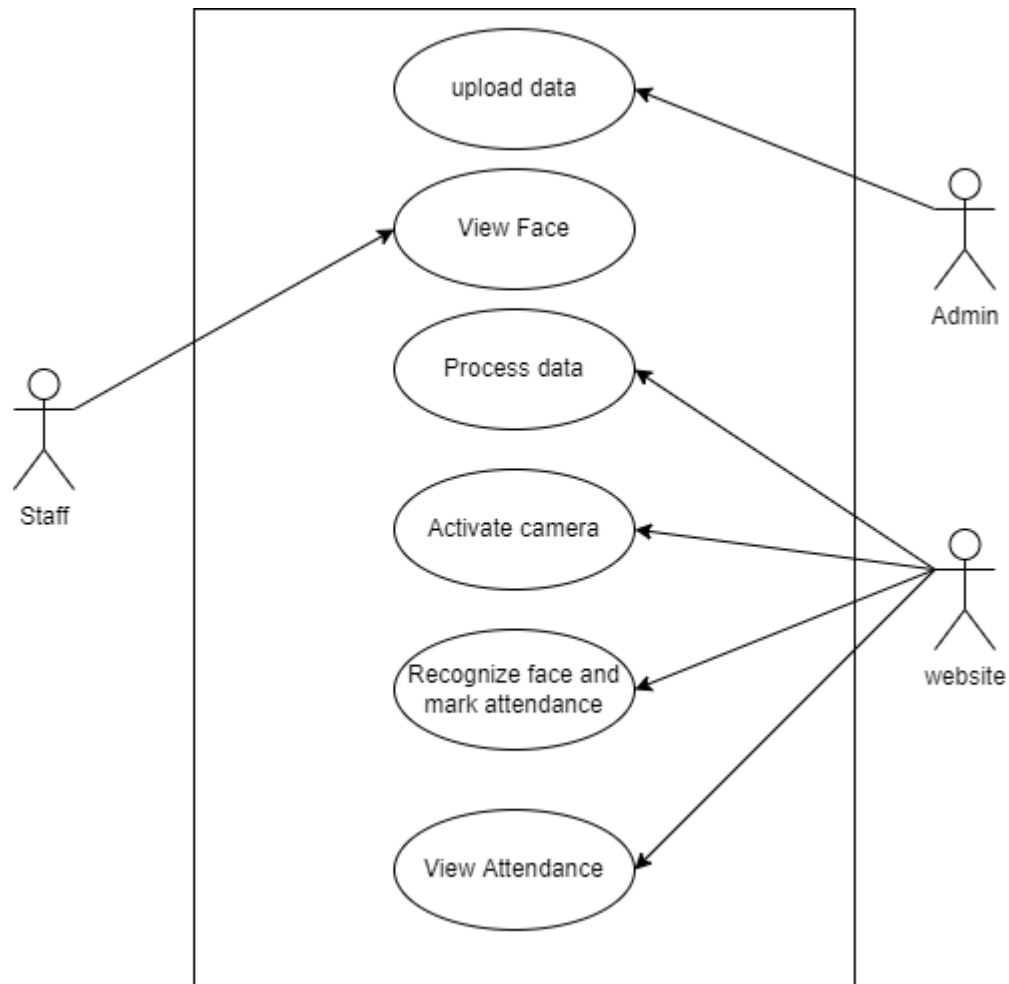 upload data
View Face
Admin
Process data
Staff
Activate camera
Recognize face and
mark attendance
website
View Attendance